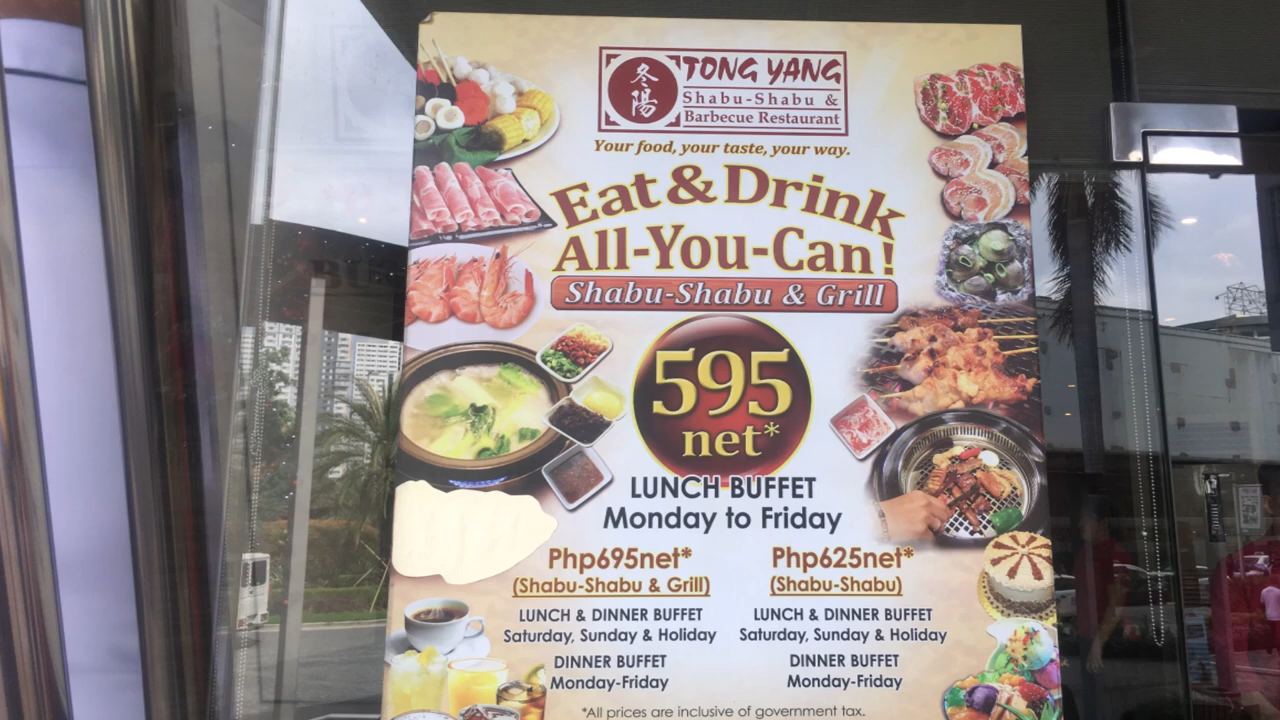 冬陽
TONG YANG
Shabu-Shabu &
Barbecue Restaurant
Your food, your taste, your way.
Eat & Drink
All-You-Can!
Shabu-Shabu & Grill
595
net*
LUNCH BUFFET
Monday to Friday
Php695net*
(Shabu-Shabu & Grill)
LUNCH & DINNER BUFFET
Saturday, Sunday & Holiday
DINNER BUFFET
Monday-Friday
Php625net*
(Shabu-Shabu)
LUNCH & DINNER BUFFET
Saturday, Sunday & Holiday
DINNER BUFFET
Monday-Friday
*All prices are inclusive of government tax.